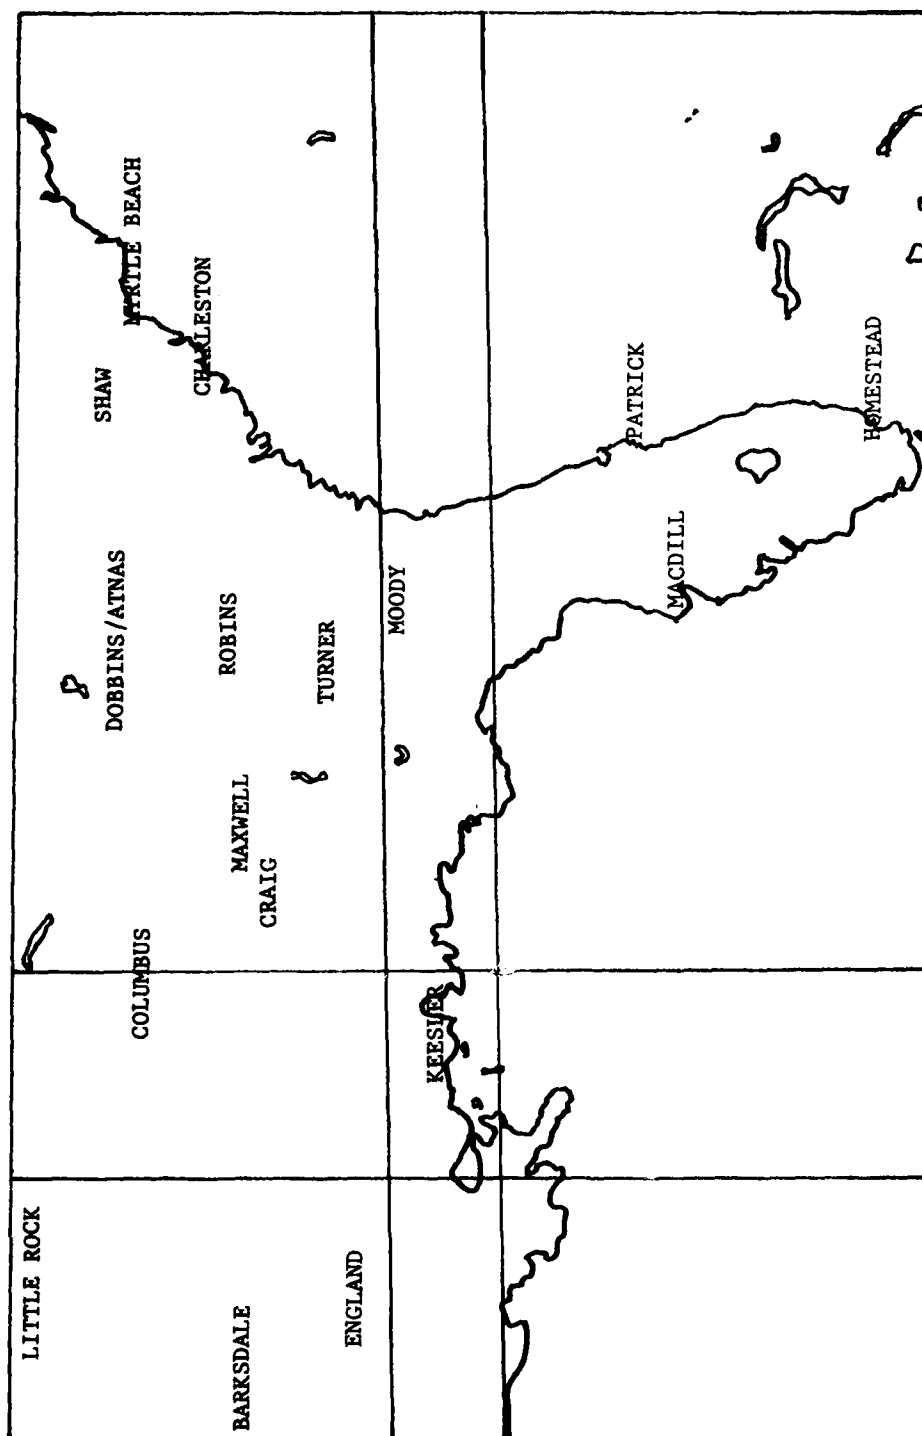 LITTLE ROCK
COLUMBUS
DOBBINS/ATNAS
SHAW
MYRTLE BEACH
CHARLESTON
BARKSDALE
MAXWELL
CRAIG
ROBINS
ENGLAND
TURNER
MOODY
KEESLER
PATRICK
MACDILL
HOMESTEAD